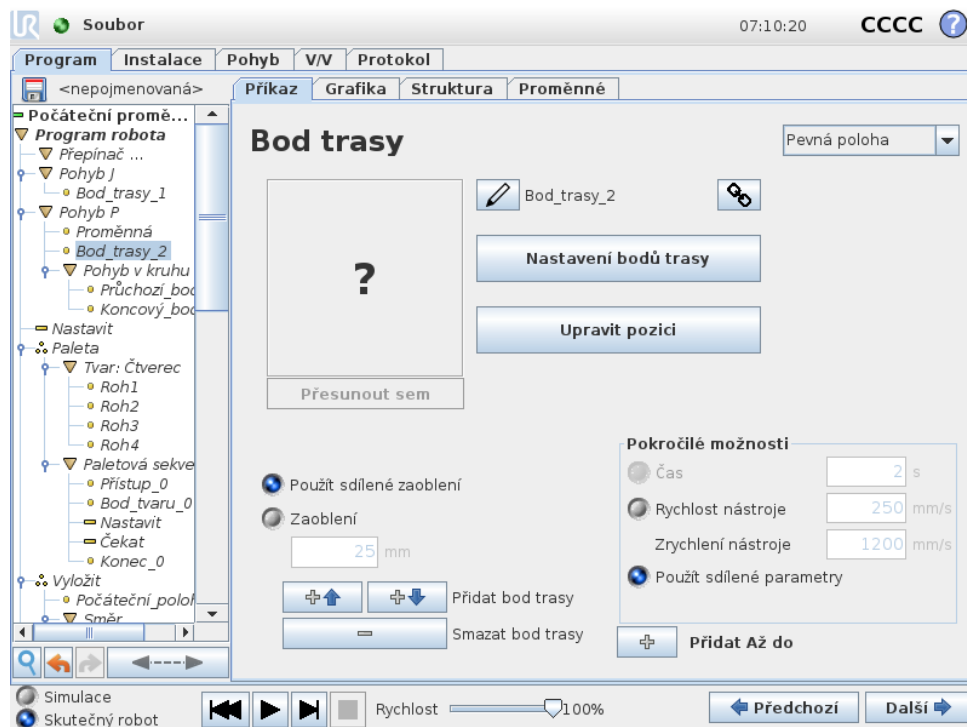 UR Soubor 07:10:20 CCCC ?
Program Instalace Pohyb V/V Protokol
<nepojmenovaná> Příkaz Grafika Struktura Proměnné
Počáteční promě...
Program robota
Přepínač ...
Pohyb J
Bod_trasy_1
Pohyb P
Proměnná
Bod_trasy_2
Pohyb v kruhu
Průchozí_bod
Koncový_bod
Nastavit
Paleta
Tvar: Čtverec
Roh1
Roh2
Roh3
Roh4
Paletová sekve
Přístup_0
Bod_tvaru_0
Nastavit
Čekat
Konec_0
Vyložit
Počáteční_poloh
Směr
Bod trasy
Pevná poloha
Bod_trasy_2
?
Nastavení bodů trasy
Upravit pozici
Přesunout sem
Použít sdílené zaoblení
Zaoblení
25 mm
Přidat bod trasy
Smazat bod trasy
Pokročilé možnosti
Čas 2 s
Rychlost nástroje 250 mm/s
Zrychlení nástroje 1200 mm/s
Použít sdílené parametry
Přidat Až do
Simulace
Skutečný robot
Rychlost 100%
Předchozí Další